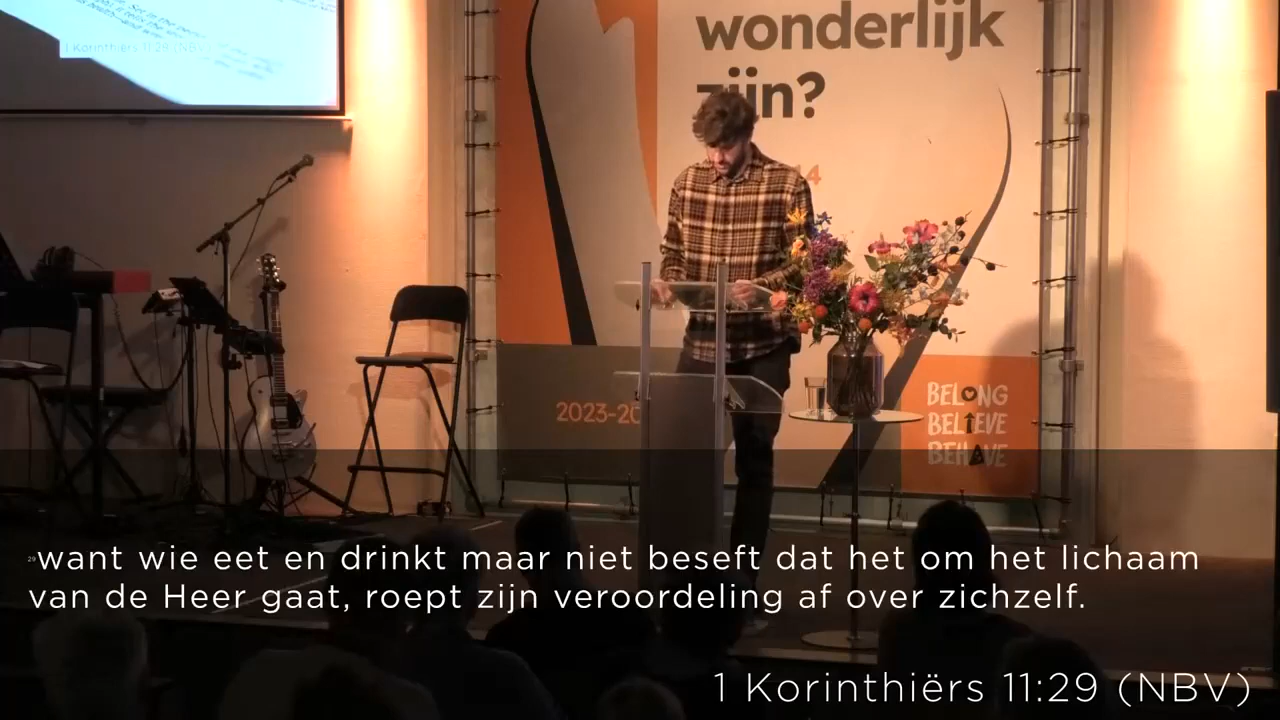 1 Korinthiërs 11:29 (NBV)
wonderlijk
zijn?
14
2023-20
BELONG
BELIEVE
BEHAVE
29want wie eet en drinkt maar niet beseft dat het om het lichaam
van de Heer gaat, roept zijn veroordeling af over zichzelf.
1 Korinthiërs 11:29 (NBV)